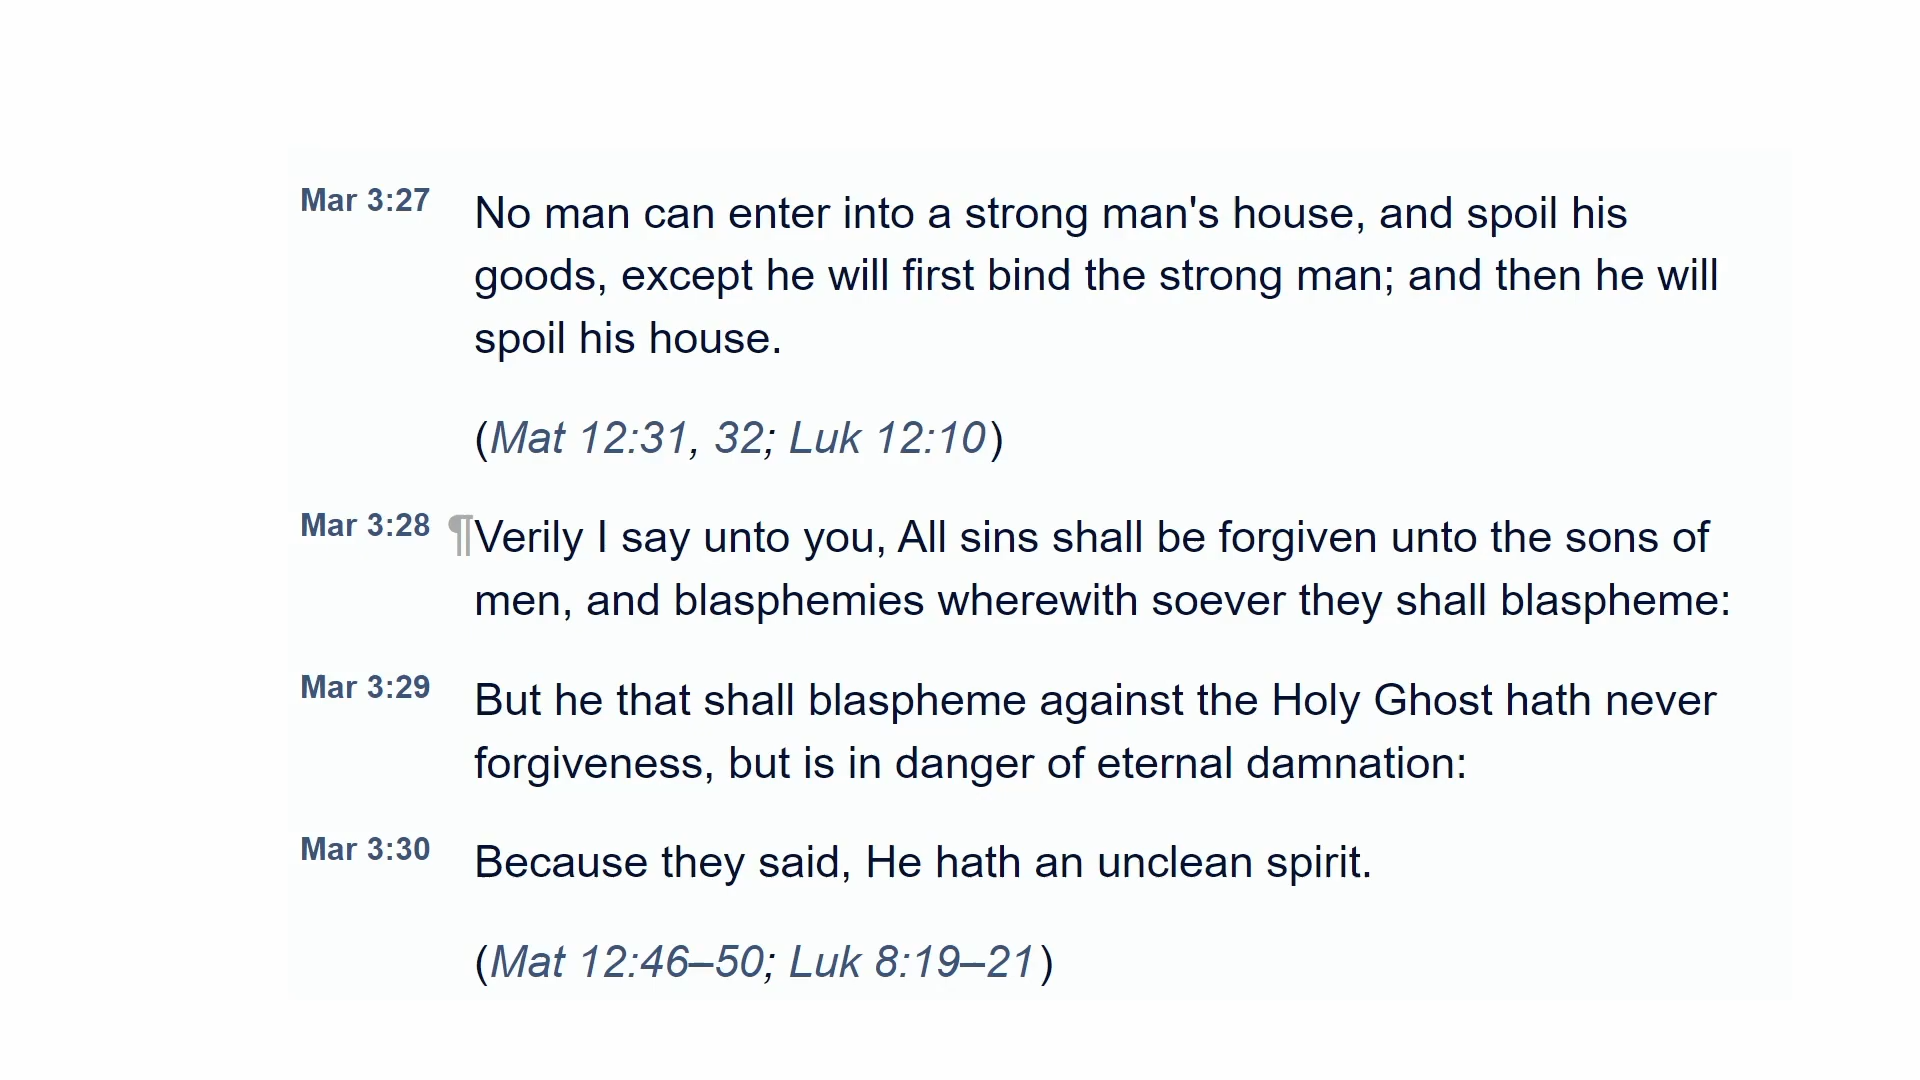 Mar 3:27 No man can enter into a strong man's house, and spoil his
goods, except he will first bind the strong man; and then he will
spoil his house.
(Mat 12:31, 32; Luk 12:10)
Mar 3:28 ¶Verily I say unto you, All sins shall be forgiven unto the sons of
men, and blasphemies wherewith soever they shall blaspheme:
Mar 3:29 But he that shall blaspheme against the Holy Ghost hath never
forgiveness, but is in danger of eternal damnation:
Mar 3:30 Because they said, He hath an unclean spirit.
(Mat 12:46–50; Luk 8:19–21)